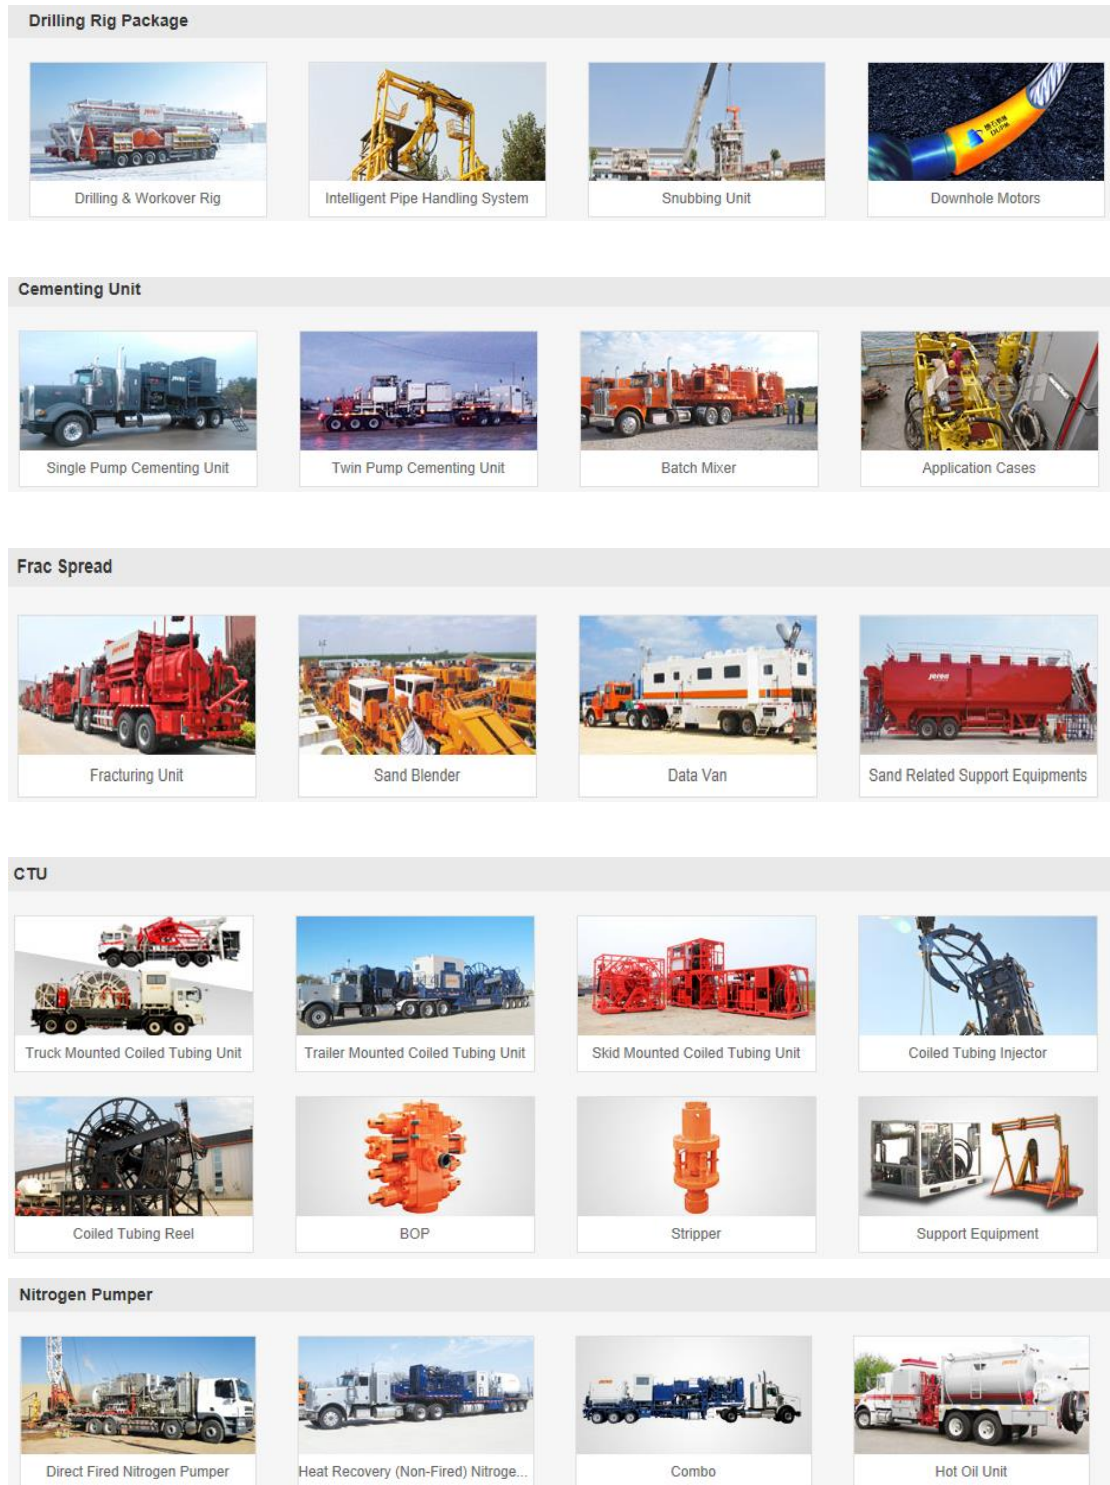 Drilling Rig Package
Drilling & Workover Rig
Intelligent Pipe Handling System
Snubbing Unit
Downhole Motors
Cementing Unit
Single Pump Cementing Unit
Twin Pump Cementing Unit
Batch Mixer
Application Cases
Frac Spread
Fracturing Unit
Sand Blender
Data Van
Jereh
Sand Related Support Equipments
CTU
Truck Mounted Coiled Tubing Unit
Trailer Mounted Coiled Tubing Unit
Skid Mounted Coiled Tubing Unit
Coiled Tubing Injector
Coiled Tubing Reel
BOP
Stripper
Support Equipment
Nitrogen Pumper
Direct Fired Nitrogen Pumper
Heat Recovery (Non-Fired) Nitroge...
Combo
Hot Oil Unit